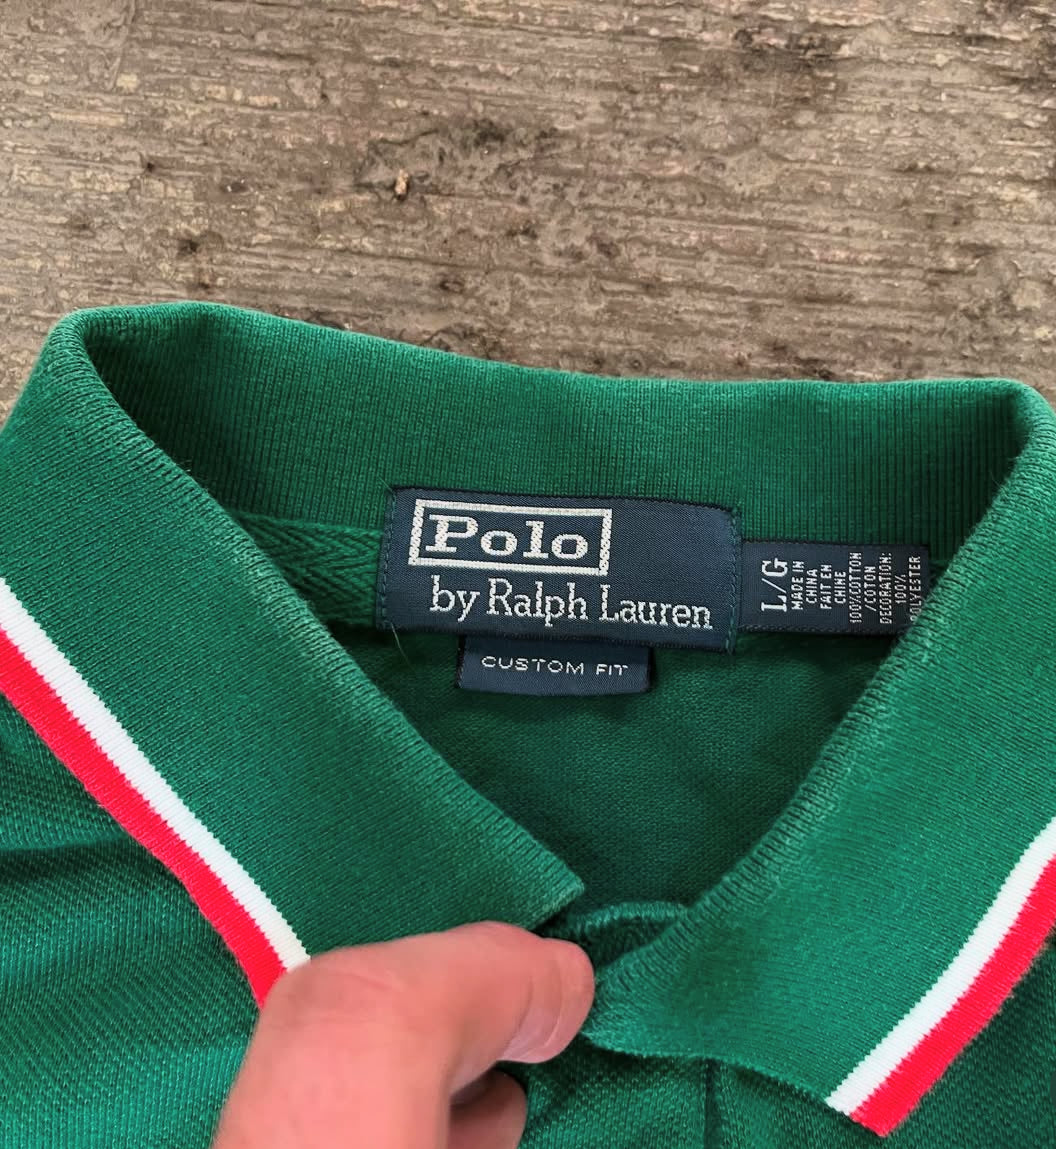 Polo
by Ralph Lauren
CUSTOM FIT
L/G
MADE IN
CHINA
FAIT EN
CHINE
100%COTTON
/COTON
DECORATION:
100%
POLYESTER